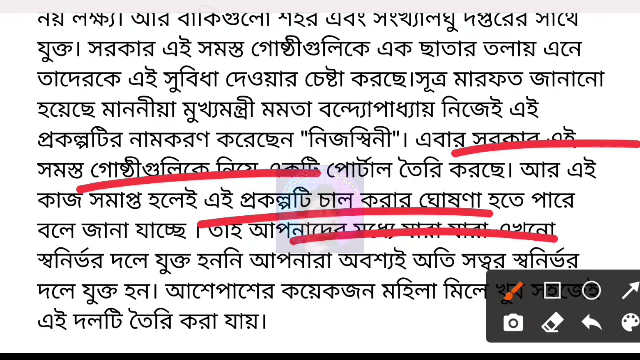 নয় লক্ষ্য। আর বাকিগুলো শহর এবং সংখ্যালঘু দপ্তরের সাথে
যুক্ত। সরকার এই সমস্ত গোষ্ঠীগুলিকে এক ছাতার তলায় এনে
তাদেরকে এই সুবিধা দেওয়ার চেষ্টা করছে।সূত্র মারফত জানানো
হয়েছে মাননীয়া মুখ্যমন্ত্রী মমতা বন্দ্যোপাধ্যায় নিজেই এই
প্রকল্পটির নামকরণ করেছেন "নিজস্বিনী"। এবার সরকার এই
সমস্ত গোষ্ঠীগুলিকে নিয়ে একটি পোর্টাল তৈরি করছে। আর এই
কাজ সমাপ্ত হলেই এই প্রকল্পটি চালু করার ঘোষণা হতে পারে
বলে জানা যাচ্ছে । তাই আপনাদের মধ্যে যারা যারা এখনো
স্বনির্ভর দলে যুক্ত হননি আপনারা অবশ্যই অতি সত্বর স্বনির্ভর
দলে যুক্ত হন। আশেপাশের কয়েকজন মহিলা মিলে খুব সহজেই
এই দলটি তৈরি করা যায়।